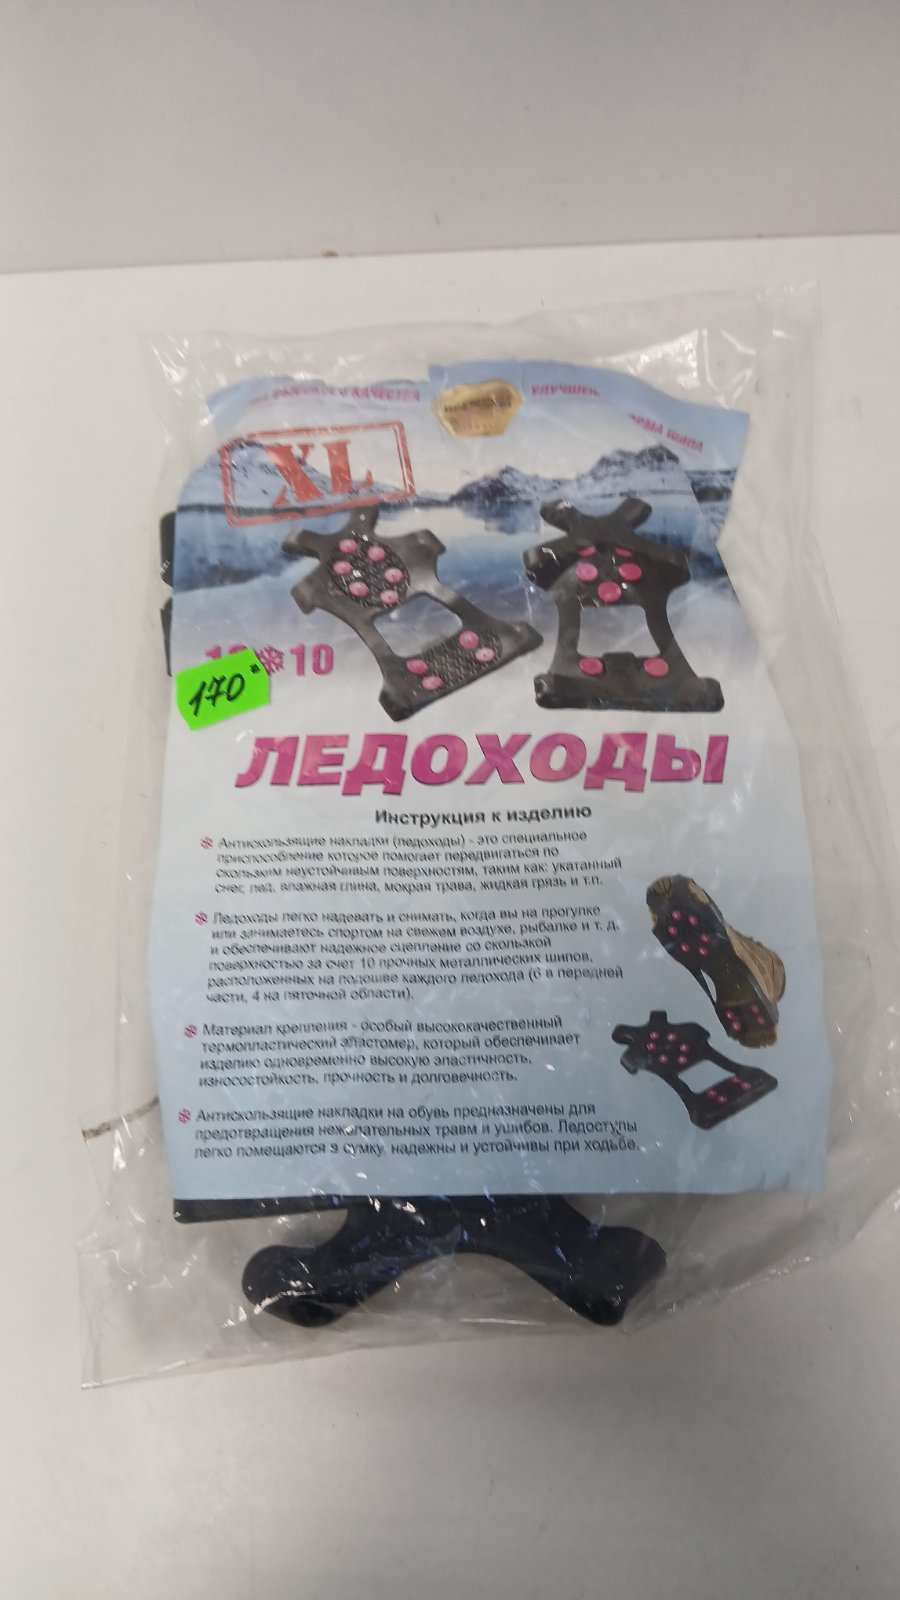 ВЫСОКОГО КАЧЕСТВА
XL
10
170
ЛЕДОХОДЫ
Инструкция к изделию
Антискользящие накладки (ледоходы) - это специальное
приспособление которое помогает передвигаться по
скользким неустойчивым поверхностям, таким как: укатанный
снег, лед, влажная глина, мокрая трава, жидкая грязь и т.п.
Ледоходы легко надевать и снимать, когда вы на прогулке
или занимаетесь спортом на свежем воздухе, рыбалке и т. д.
и обеспечивают надежное сцепление со скользкой
поверхностью за счет 10 прочных металлических шипов,
расположенных на подошве каждого ледохода (6 в передней
части, 4 на пяточной области).
Материал крепления - особый высококачественный
термопластический эластомер, который обеспечивает
изделию одновременно высокую эластичность,
износостойкость, прочность и долговечность.
Антискользящие накладки на обувь предназначены для
предотвращения нежелательных травм и ушибов. Ледоступы
легко помещаются в сумку, надежны и устойчивы при ходьбе.